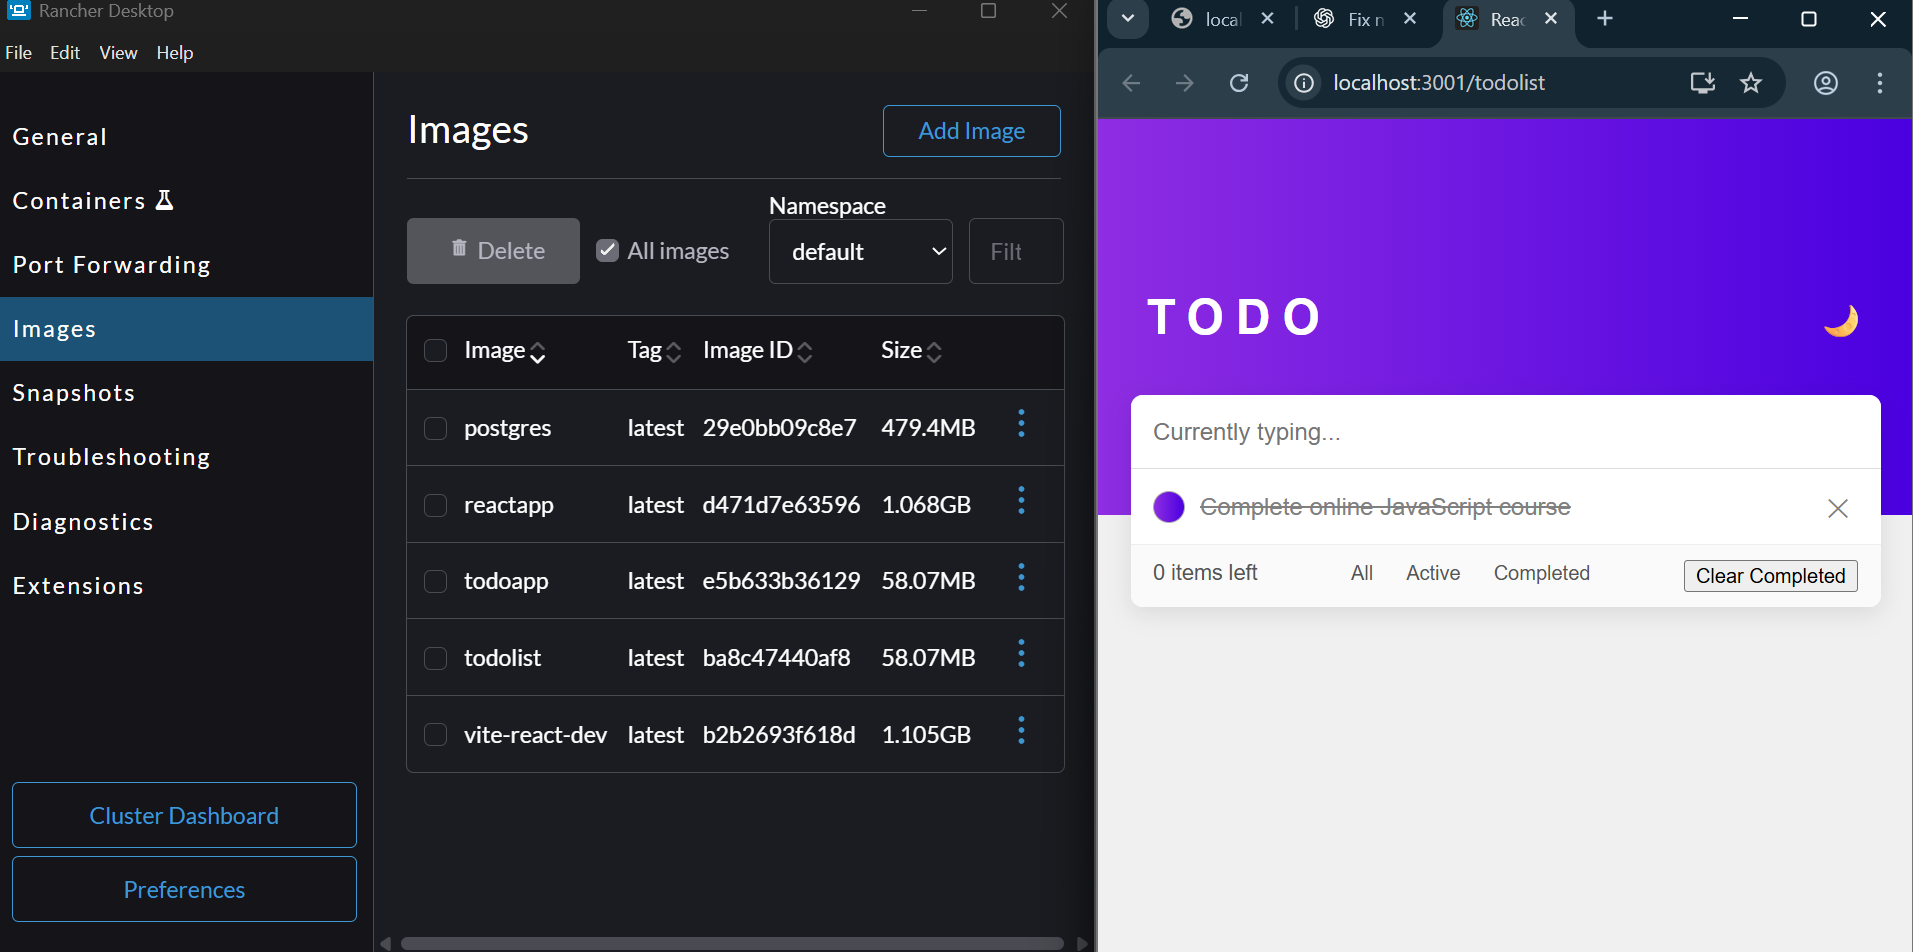 Rancher Desktop
File Edit View Help
General
Containers
Port Forwarding
Images
Snapshots
Troubleshooting
Diagnostics
Extensions
Cluster Dashboard
Preferences
Images
Add Image
Delete
All images
Namespace
default
Filt
Image Tag Image ID Size
postgres latest 29e0bb09c8e7 479.4MB
reactapp latest d471d7e63596 1.068GB
todoapp latest e5b633b36129 58.07MB
todolist latest ba8c47440af8 58.07MB
vite-react-dev latest b2b2693f618d 1.105GB
local Fix n Reac
localhost:3001/todolist
TODO
Currently typing...
Complete online JavaScript course
0 items left All Active Completed Clear Completed